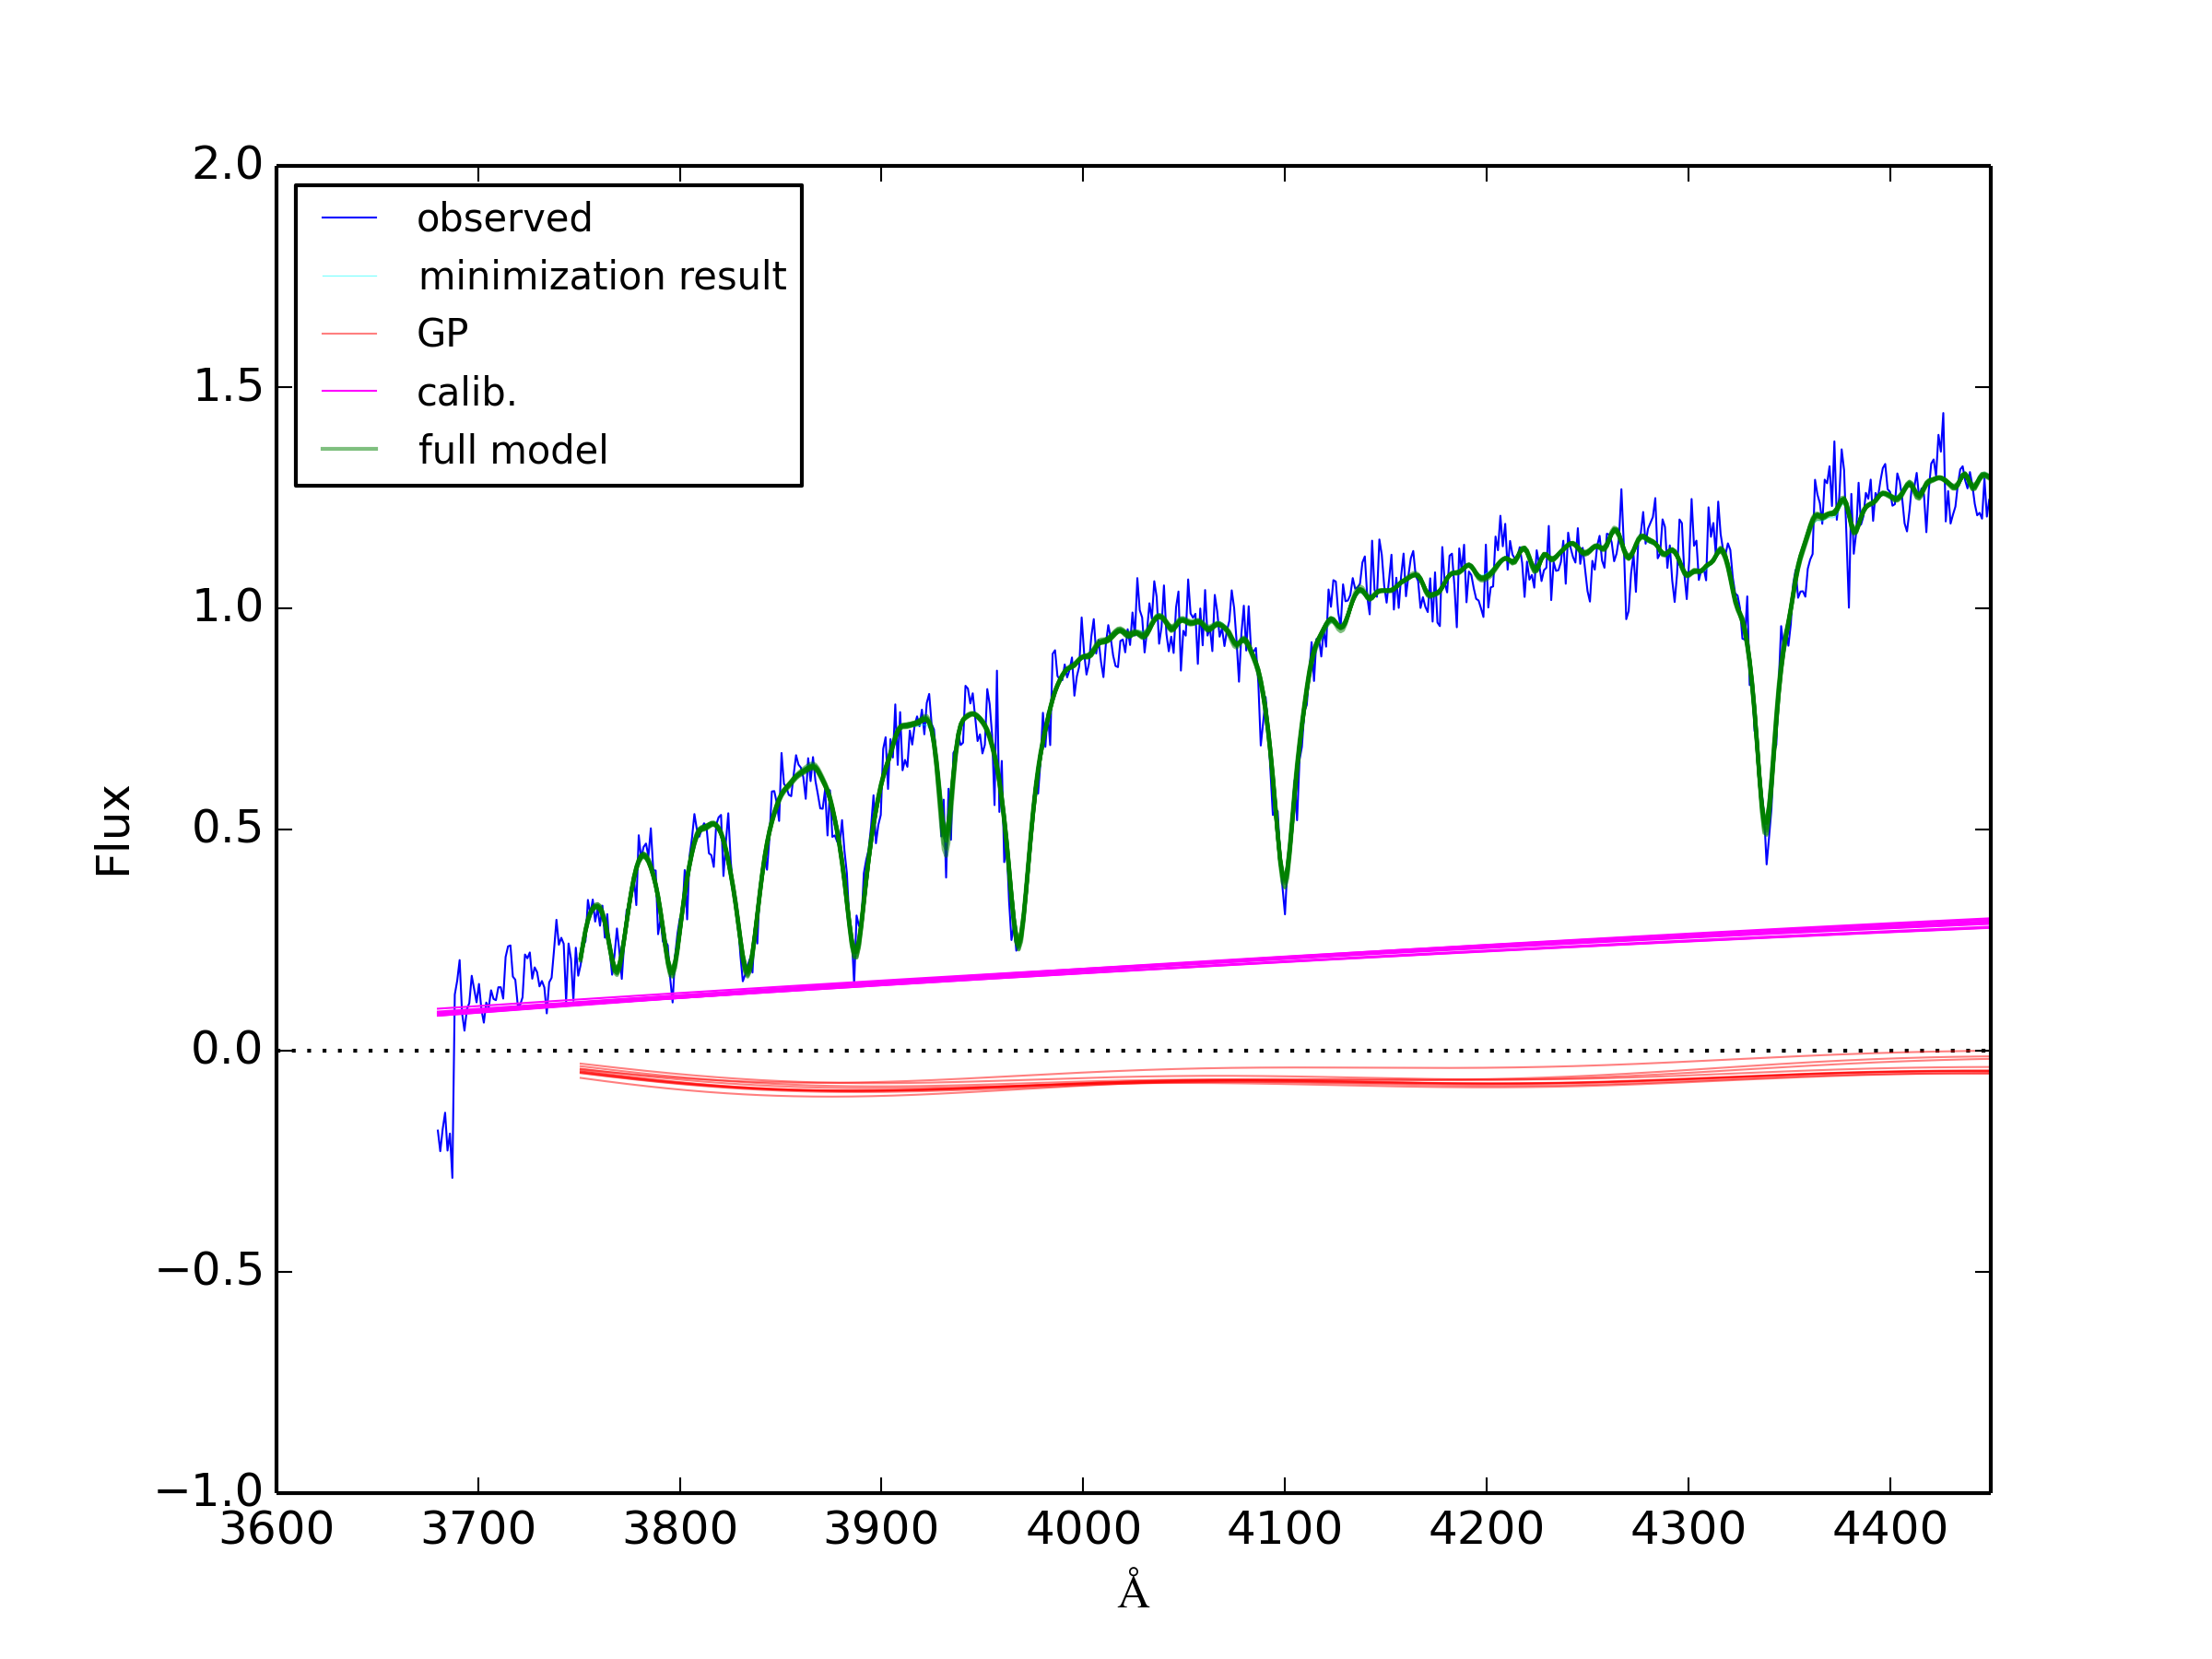 2.0
1.5
1.0
0.5
0.0
−0.5
−1.0
Flux
observed
minimization result
GP
calib.
full model
3600 3700 3800 3900 4000 4100 4200 4300 4400
Å